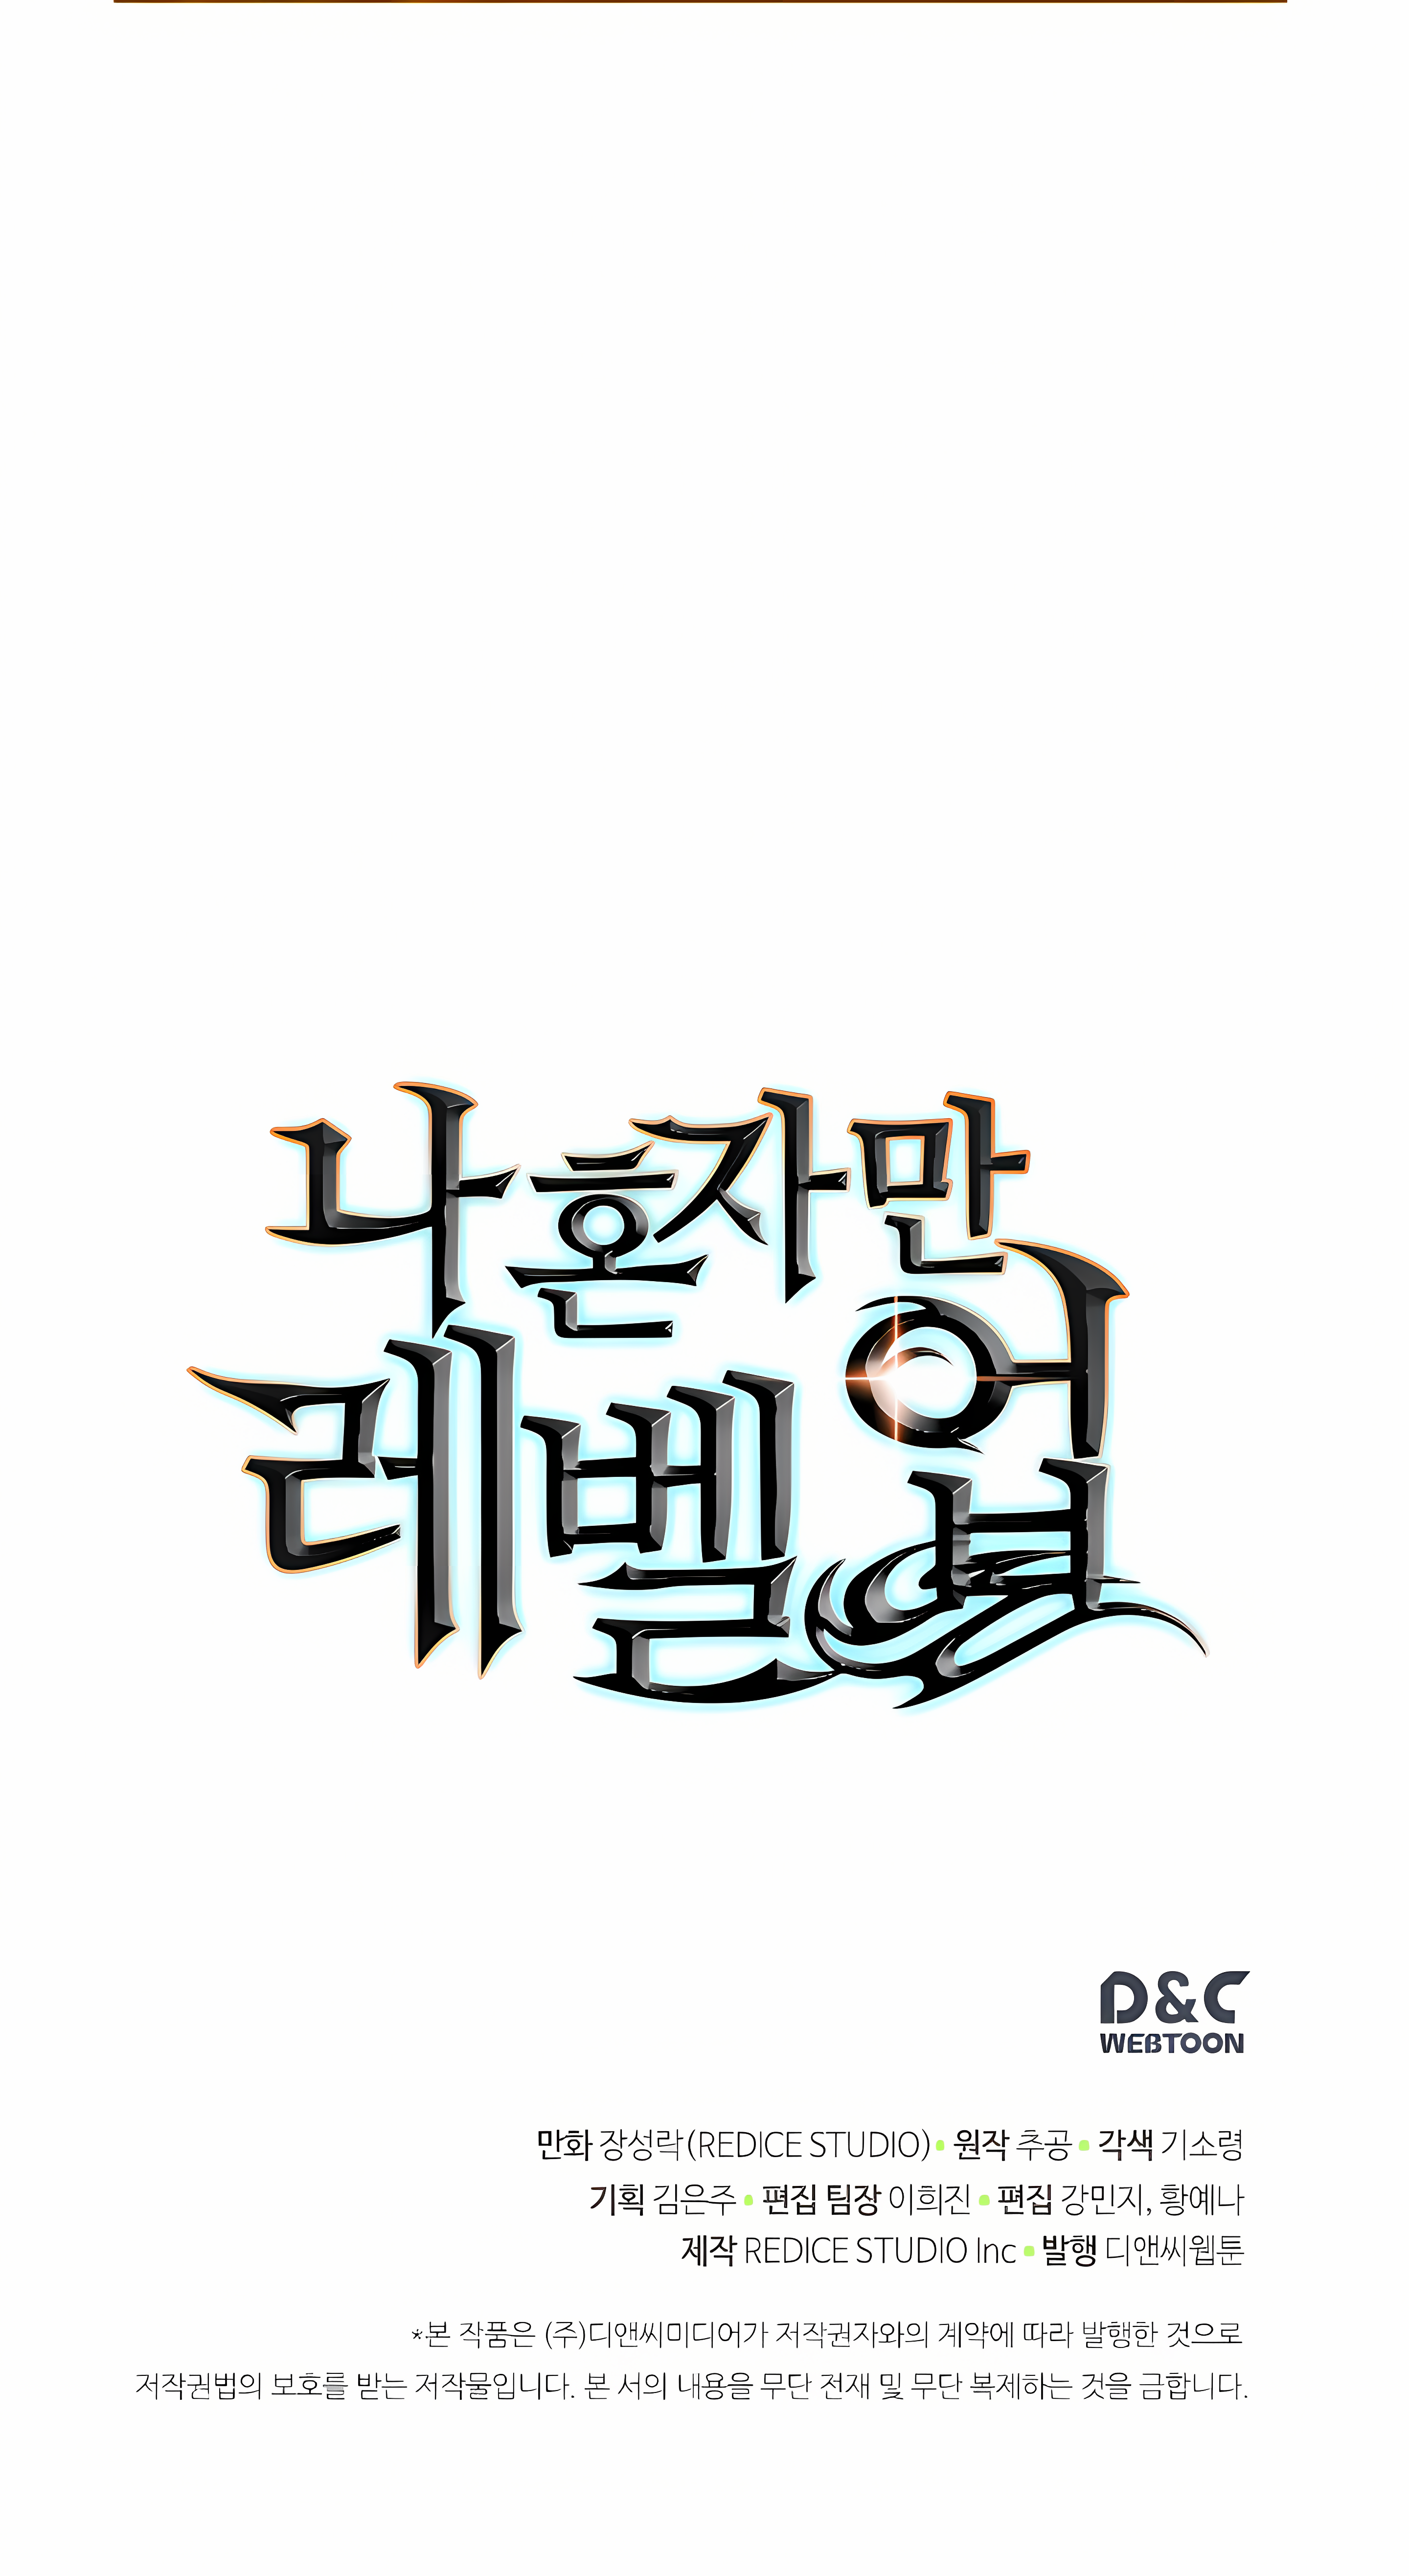 나 혼자만
레벨업
D&C
WEBTOON
만화 장성락(REDICE STUDIO)• 원작 추공• 각색 기소령
기획 김은주• 편집 팀장 이희진• 편집 강민지, 황예나
제작 REDICE STUDIO Inc• 발행 디앤씨웹툰
*본 작품은 (주)디앤씨미디어가 저작권자와의 계약에 따라 발행한 것으로
저작권법의 보호를 받는 저작물입니다. 본 서의 내용을 무단 전재 및 무단 복제하는 것을 금합니다.